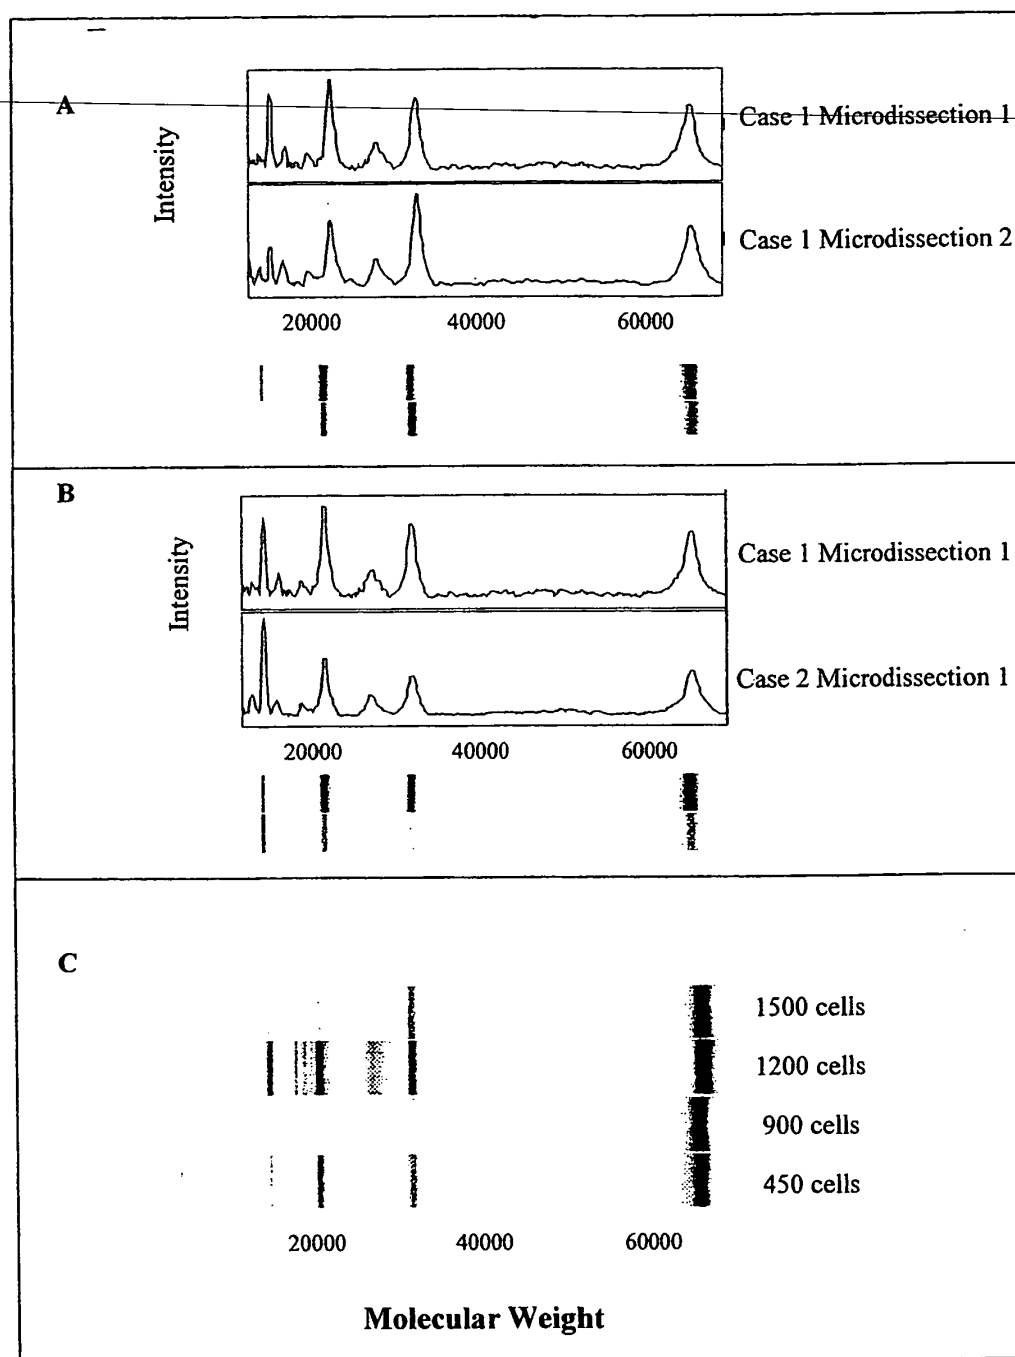 A
Intensity
Case 1 Microdissection 1
Case 1 Microdissection 2
20000 40000 60000
B
Intensity
Case 1 Microdissection 1
Case 2 Microdissection 1
20000 40000 60000
C
1500 cells
1200 cells
900 cells
450 cells
20000 40000 60000
Molecular Weight